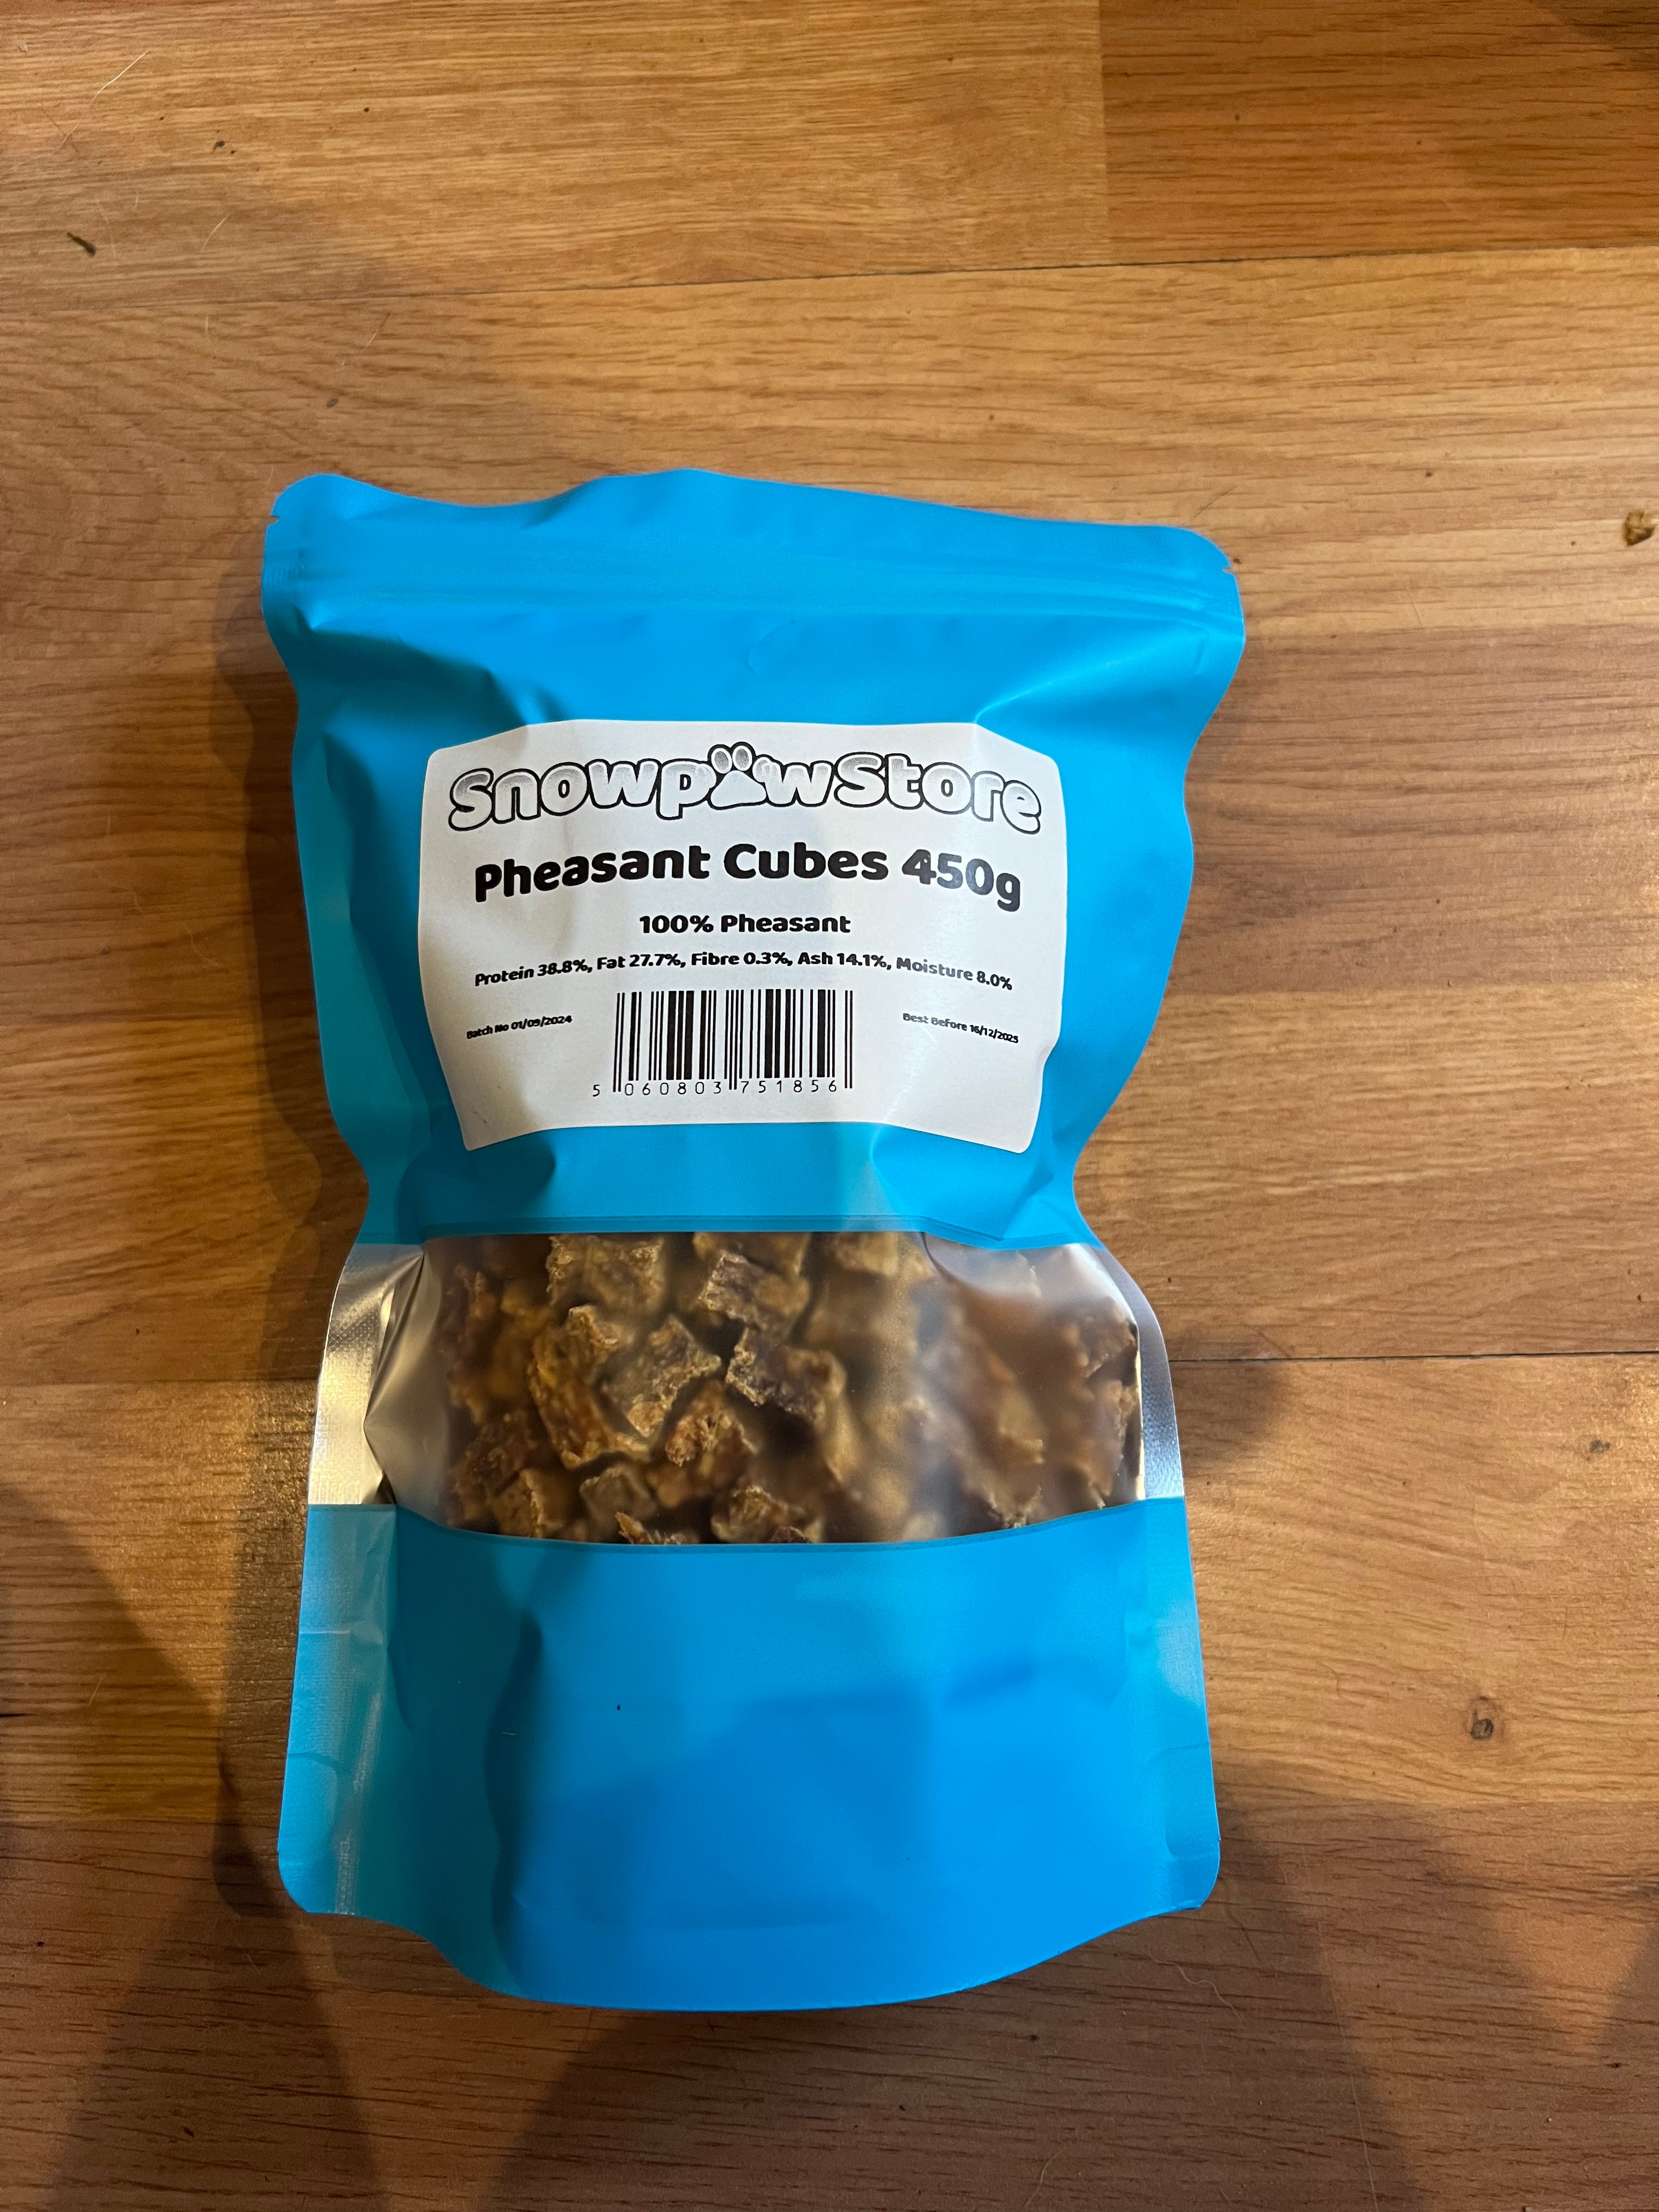 SnowpawStore
Pheasant Cubes 450g
100% Pheasant
Protein 38.8%, Fat 27.7%, Fibre 0.3%, Ash 14.1%, Moisture 8.0%
Batch No 01/09/2024
Best Before 16/12/2025
5 060803 751856